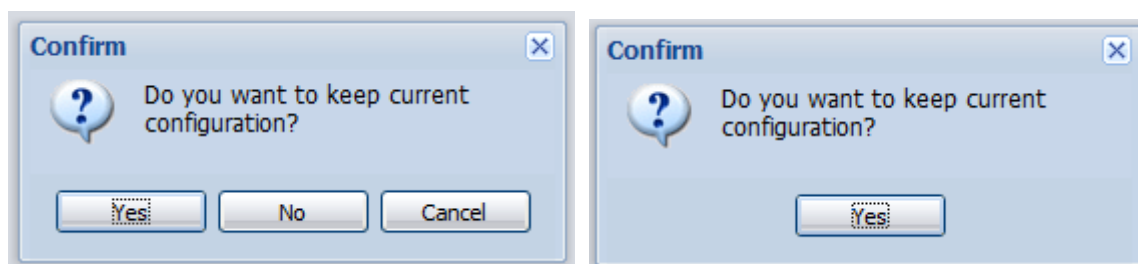 Confirm
Do you want to keep current
configuration?
Yes No Cancel
Confirm
Do you want to keep current
configuration?
Yes